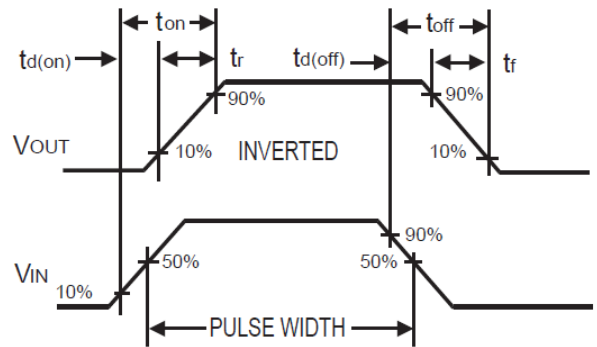 ton toff
td(on) tr td(off) tf
90% 90%
VOUT 10% INVERTED 10%
90%
50% 50%
VIN
10%
PULSE WIDTH